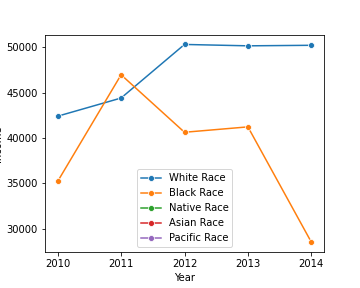 50000
45000
40000
35000
30000
White Race
Black Race
Native Race
Asian Race
Pacific Race
2010 2011 2012 2013 2014
Year